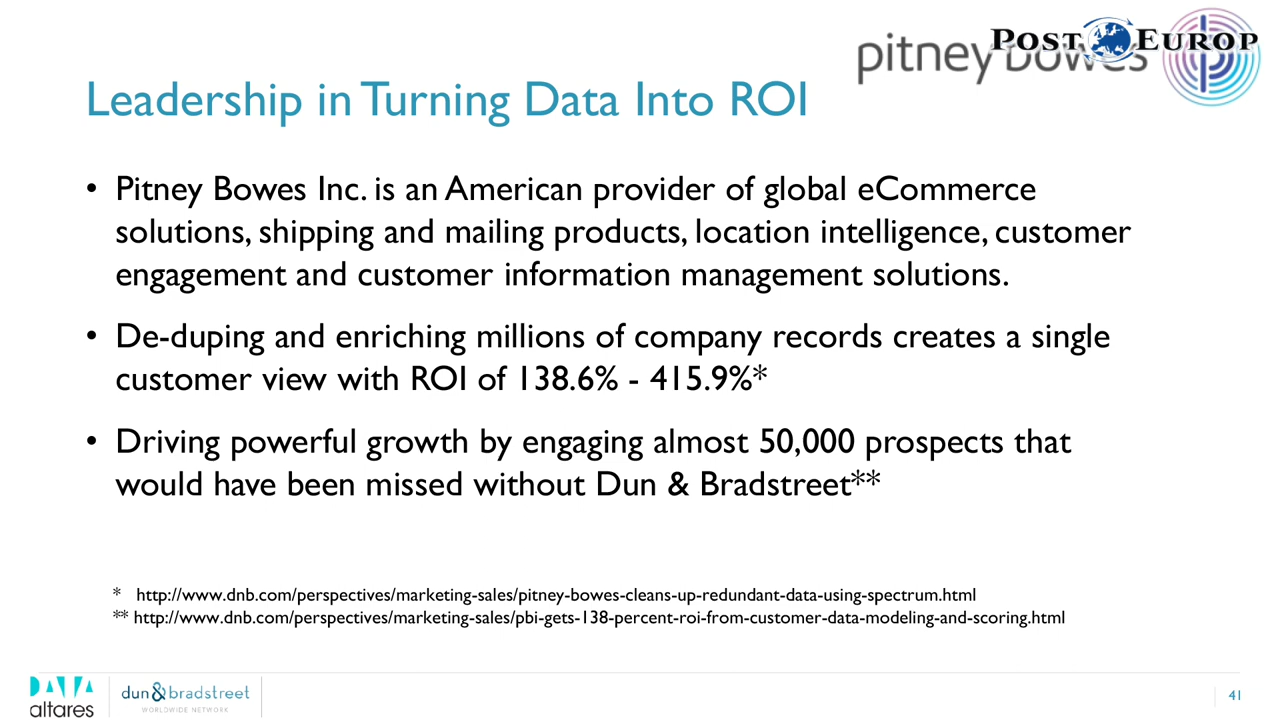 POST EUROP
pitney bowes
Leadership in Turning Data Into ROI
• Pitney Bowes Inc. is an American provider of global eCommerce
solutions, shipping and mailing products, location intelligence, customer
engagement and customer information management solutions.
• De-duping and enriching millions of company records creates a single
customer view with ROI of 138.6% - 415.9%*
• Driving powerful growth by engaging almost 50,000 prospects that
would have been missed without Dun & Bradstreet**
* http://www.dnb.com/perspectives/marketing-sales/pitney-bowes-cleans-up-redundant-data-using-spectrum.html
** http://www.dnb.com/perspectives/marketing-sales/pbi-gets-138-percent-roi-from-customer-data-modeling-and-scoring.html
DATA
altares
dun & bradstreet
WORLDWIDE NETWORK
41